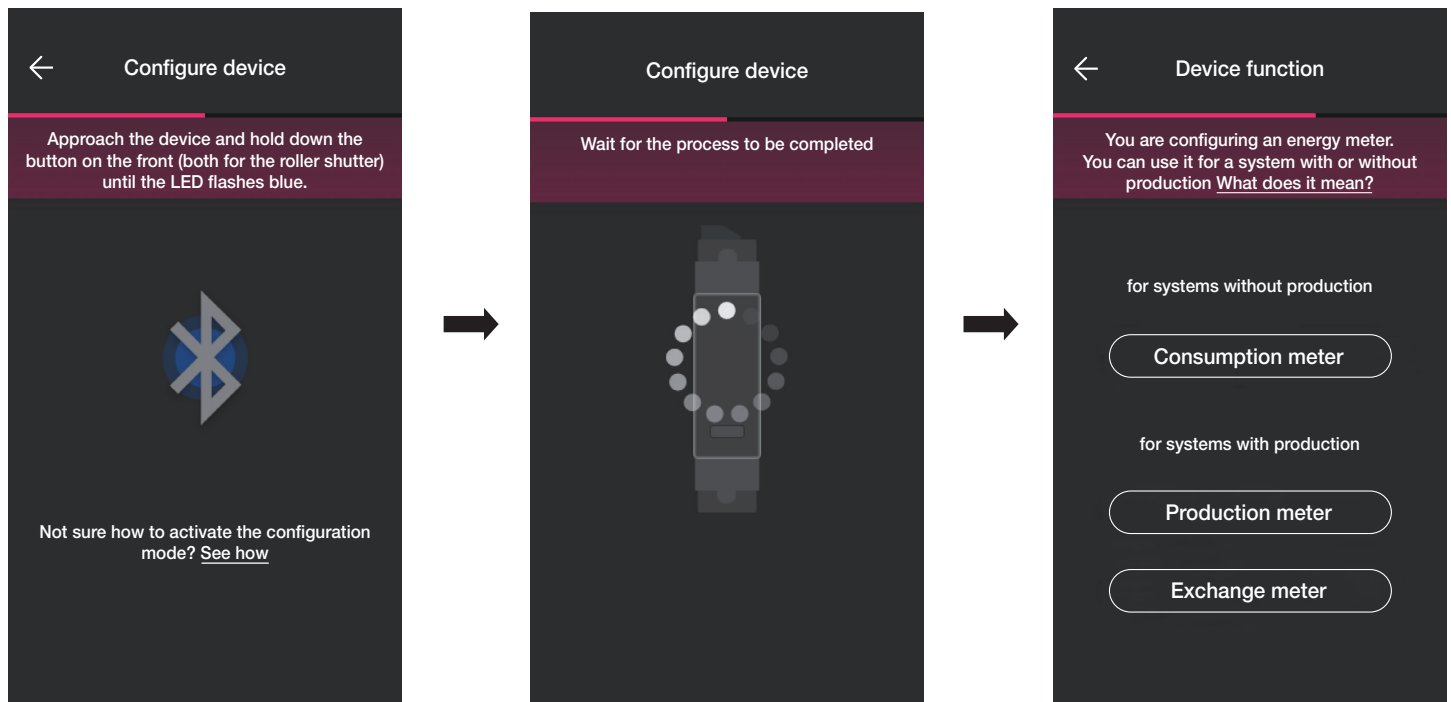 Configure device
Approach the device and hold down the
button on the front (both for the roller shutter)
until the LED flashes blue.
Not sure how to activate the configuration
mode? See how
Configure device
Wait for the process to be completed
Device function
You are configuring an energy meter.
You can use it for a system with or without
production What does it mean?
for systems without production
Consumption meter
for systems with production
Production meter
Exchange meter